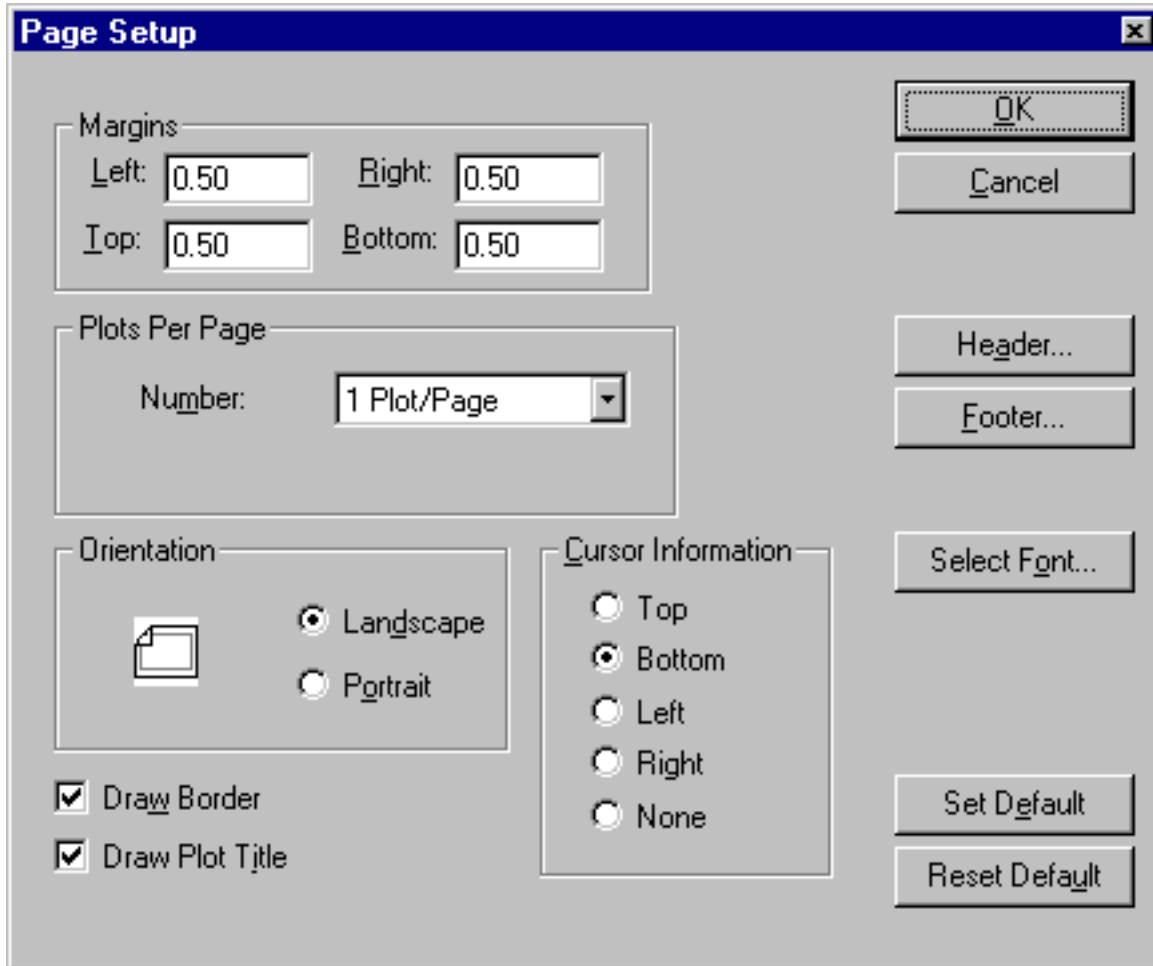 Page Setup
Margins
Left: 0.50 Right: 0.50
Top: 0.50 Bottom: 0.50
Plots Per Page
Number: 1 Plot/Page
Orientation
Landscape
Portrait
Cursor Information
Top
Bottom
Left
Right
None
Draw Border
Draw Plot Title
OK
Cancel
Header...
Footer...
Select Font...
Set Default
Reset Default